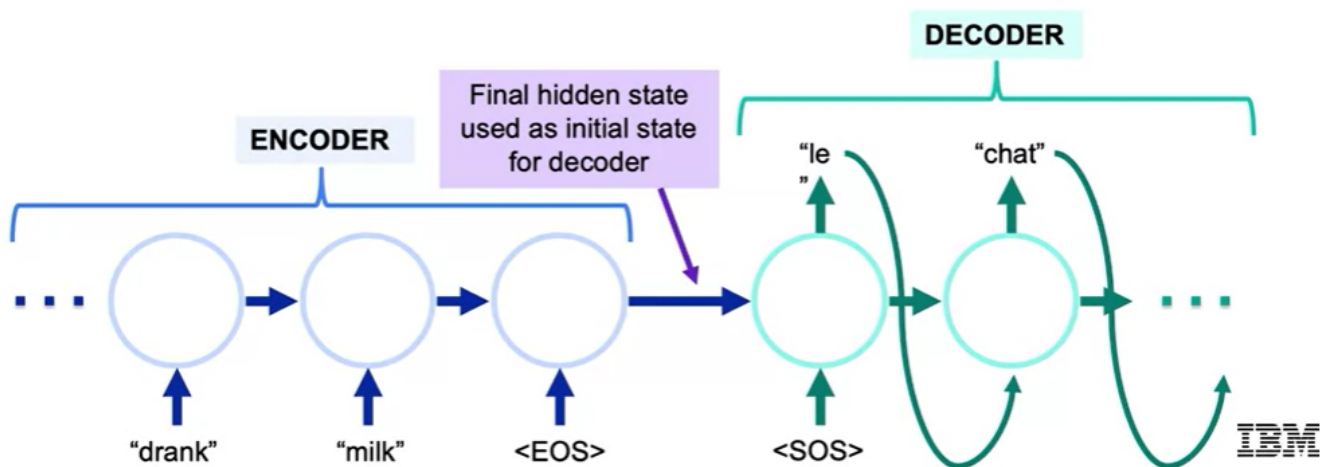 DECODER
Final hidden state
used as initial state
for decoder
ENCODER
“le
”
“chat”
“drank”
“milk”
<EOS>
<SOS>
IBM